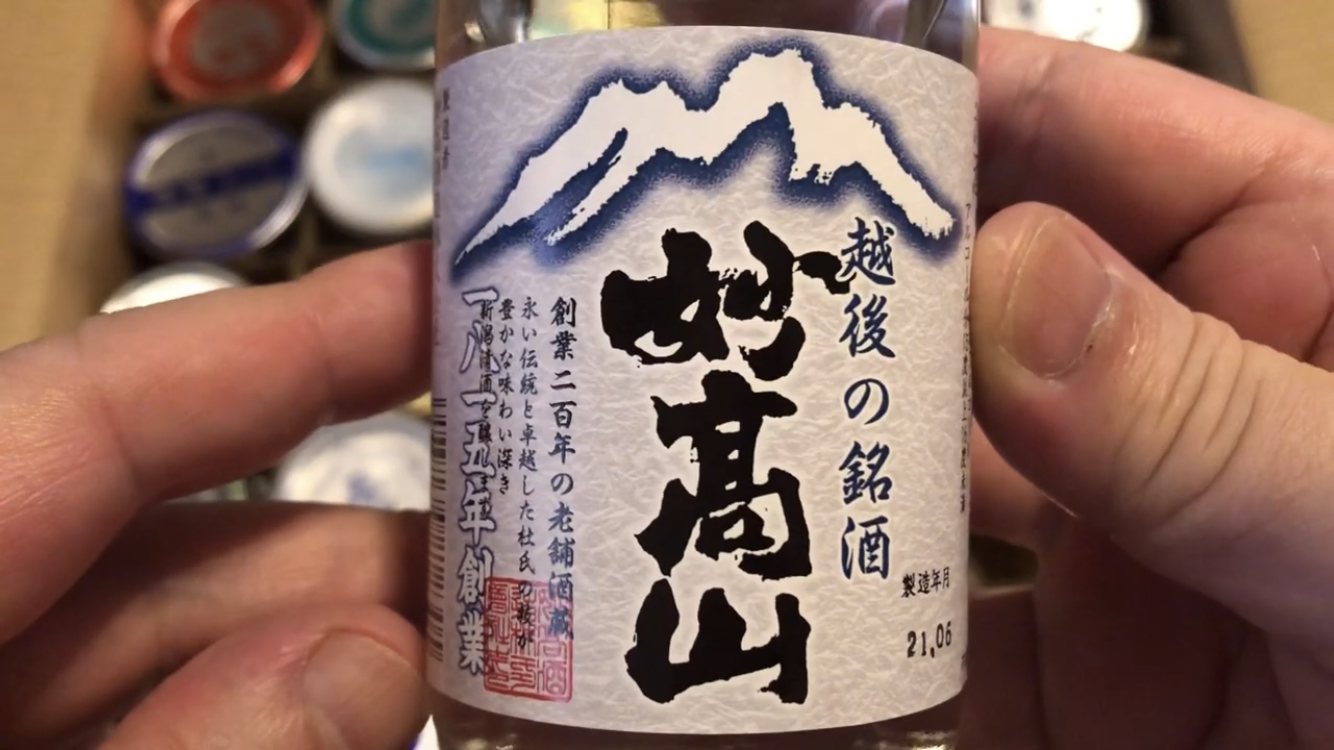 越後の銘酒
妙高山
製造年月
21.06
創業二百年の老舗酒蔵
永い伝統と卓越した杜氏の技が
豊かな味わい深き
新潟清酒を醸します
一八一五年創業